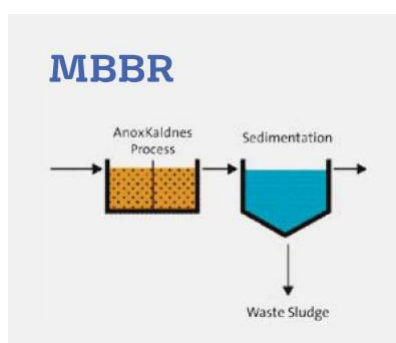 MBBR
AnoxKaldnes
Process
Sedimentation
Waste Sludge